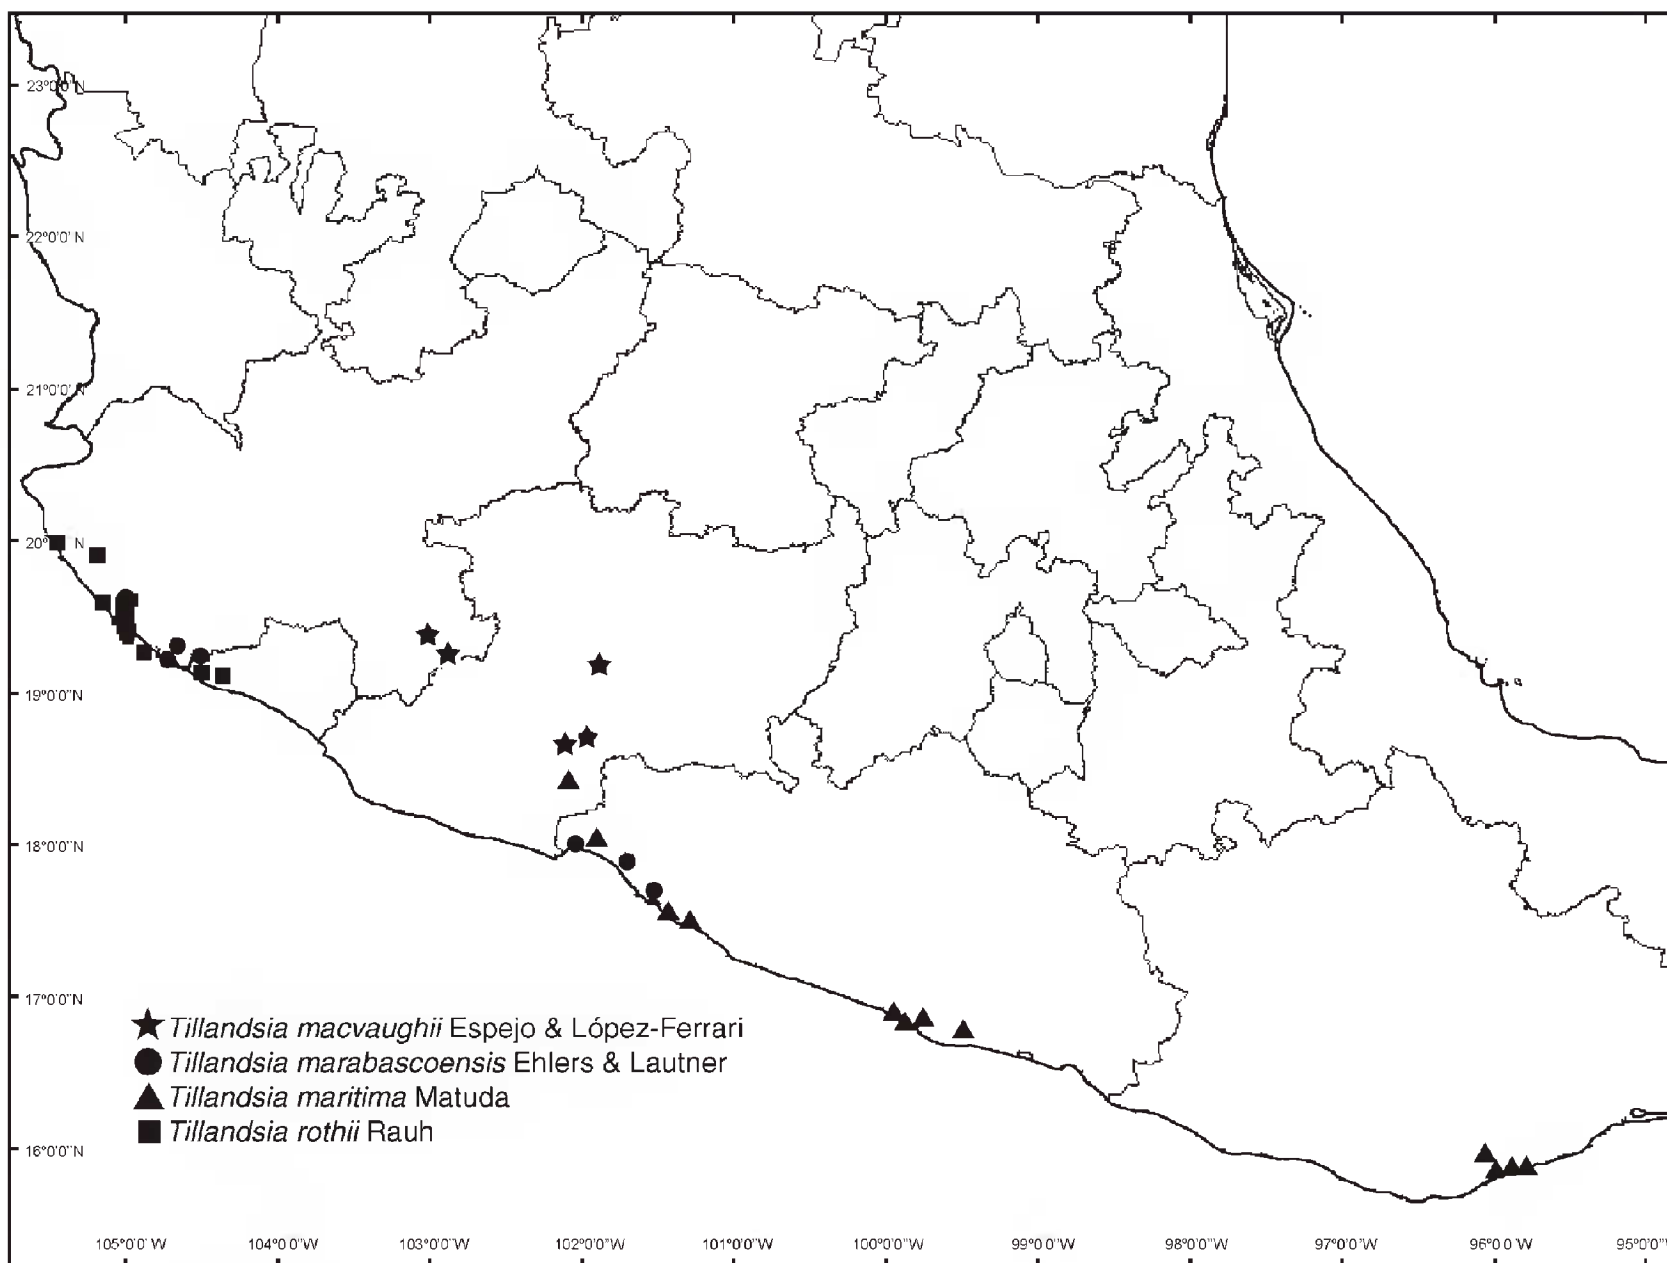 23°0'0"N
22°0'0"N
21°0'0"N
20° N
19°0'0"N
18°0'0"N
17°0'0"N
16°0'0"N
Tillandsia macvaughii Espejo & López-Ferrari
Tillandsia marabascoensis Ehlers & Lautner
Tillandsia maritima Matuda
Tillandsia rothii Rauh
105°0'0"W 104°0'0"W 103°0'0"W 102°0'0"W 101°0'0"W 100°0'0"W 99°0'0"W 98°0'0"W 97°0'0"W 96°0'0"W 95°0'0"W